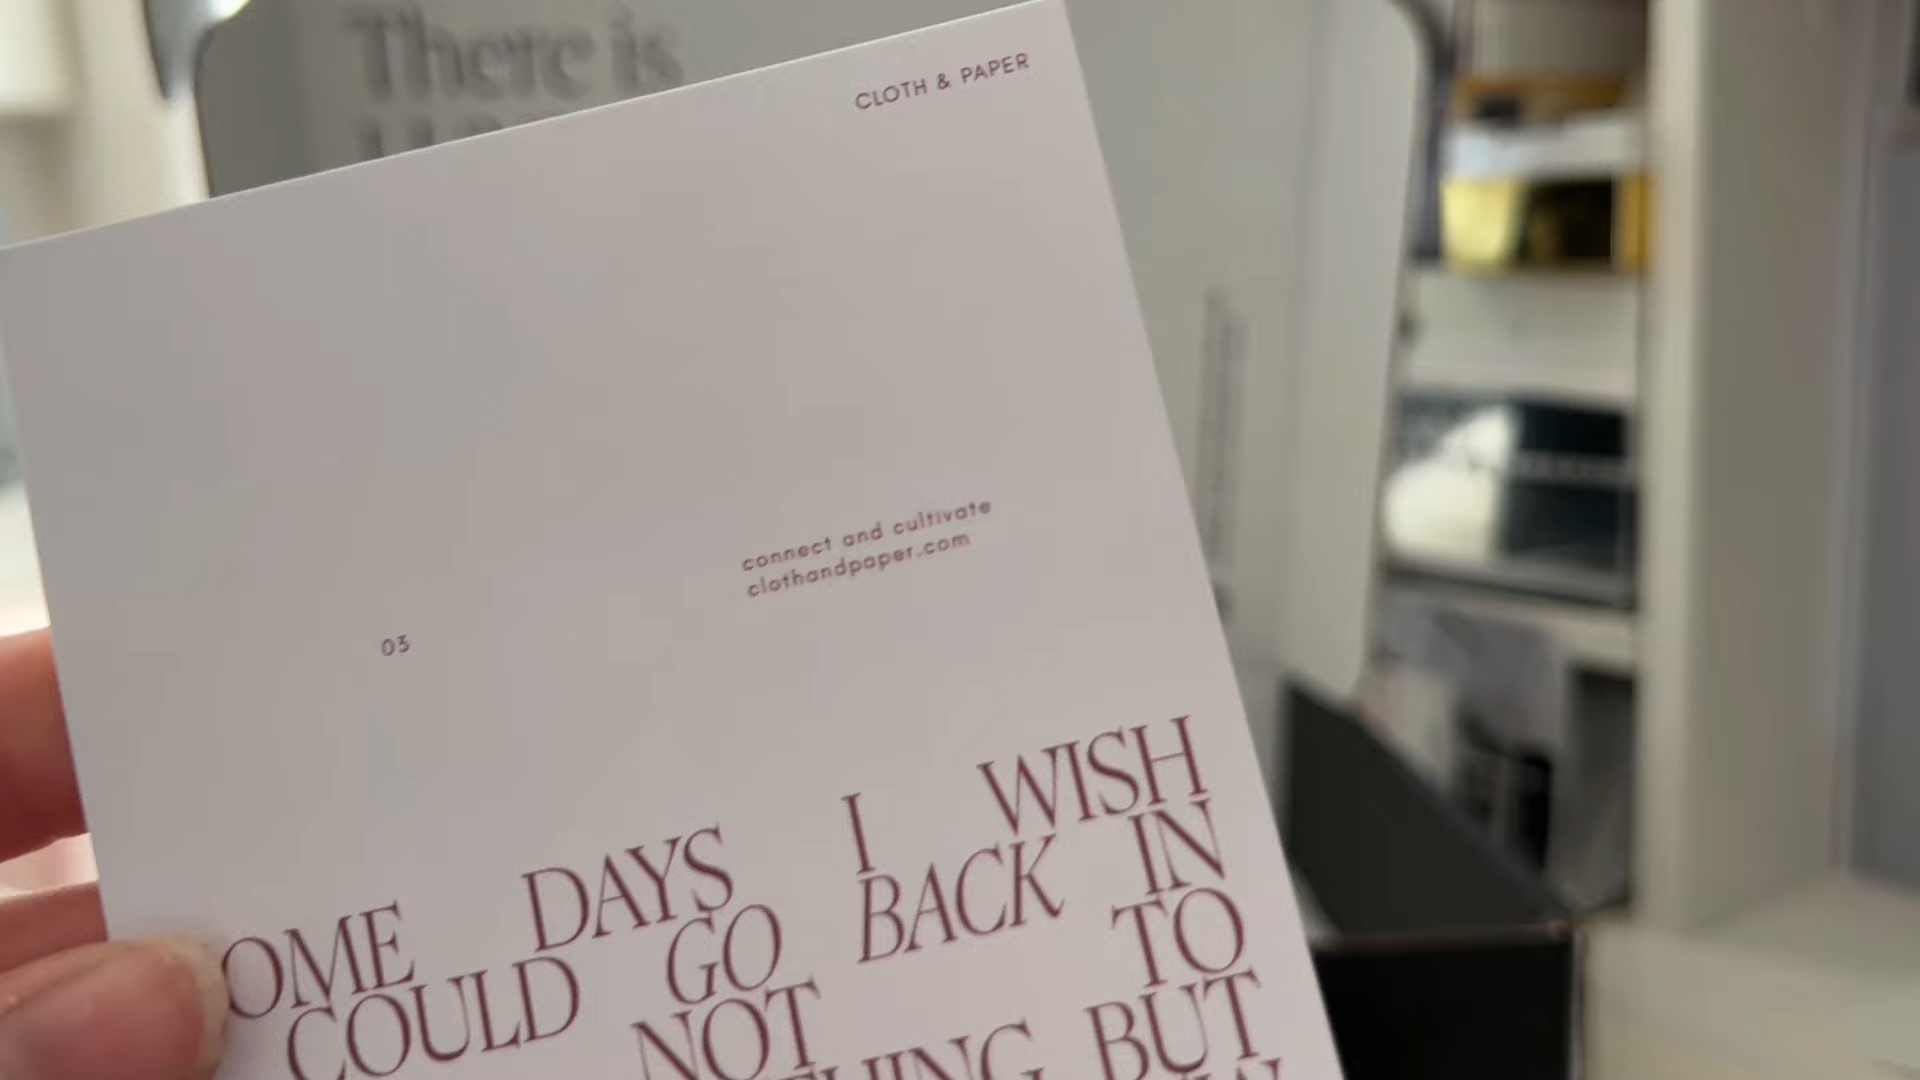 There is
CLOTH & PAPER
connect and cultivate
clothandpaper.com
03
OME DAYS I WISH
COULD GO BACK IN
NOT TO
THING BUT